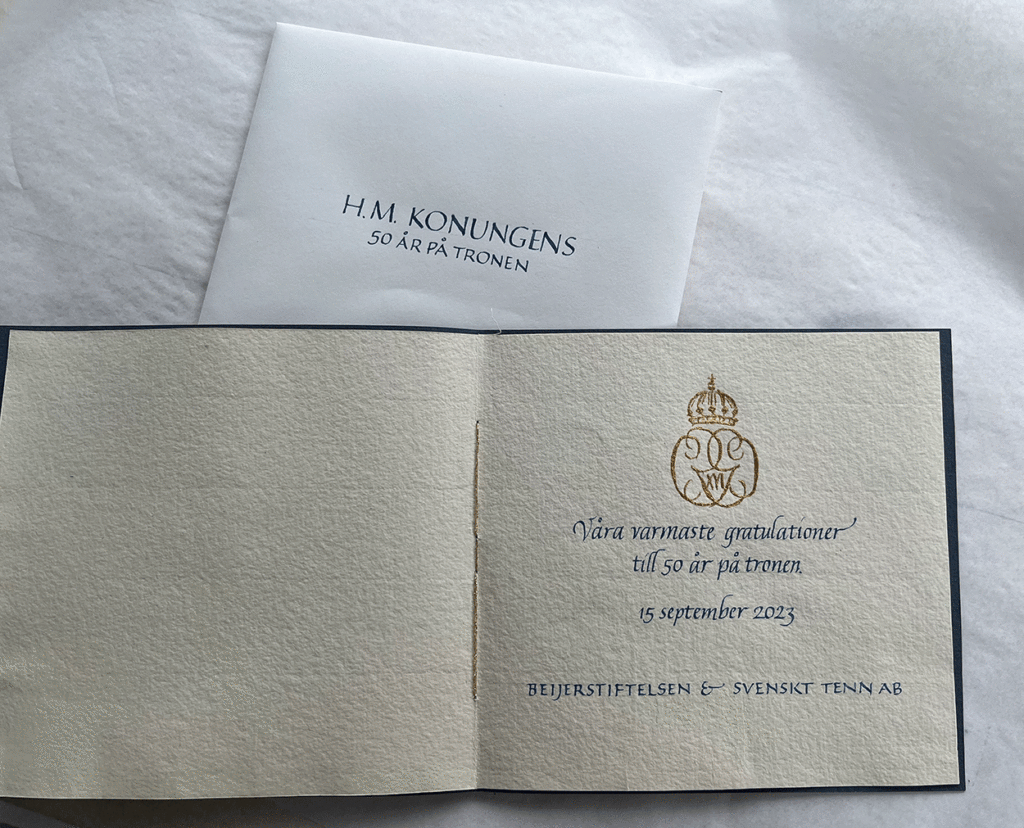 H.M. KONUNGENS
50 ÅR PÅ TRONEN
Våra varmaste gratulationer
till 50 år på tronen.
15 september 2023
BEIJERSTIFTELSEN & SVENSKT TENN AB